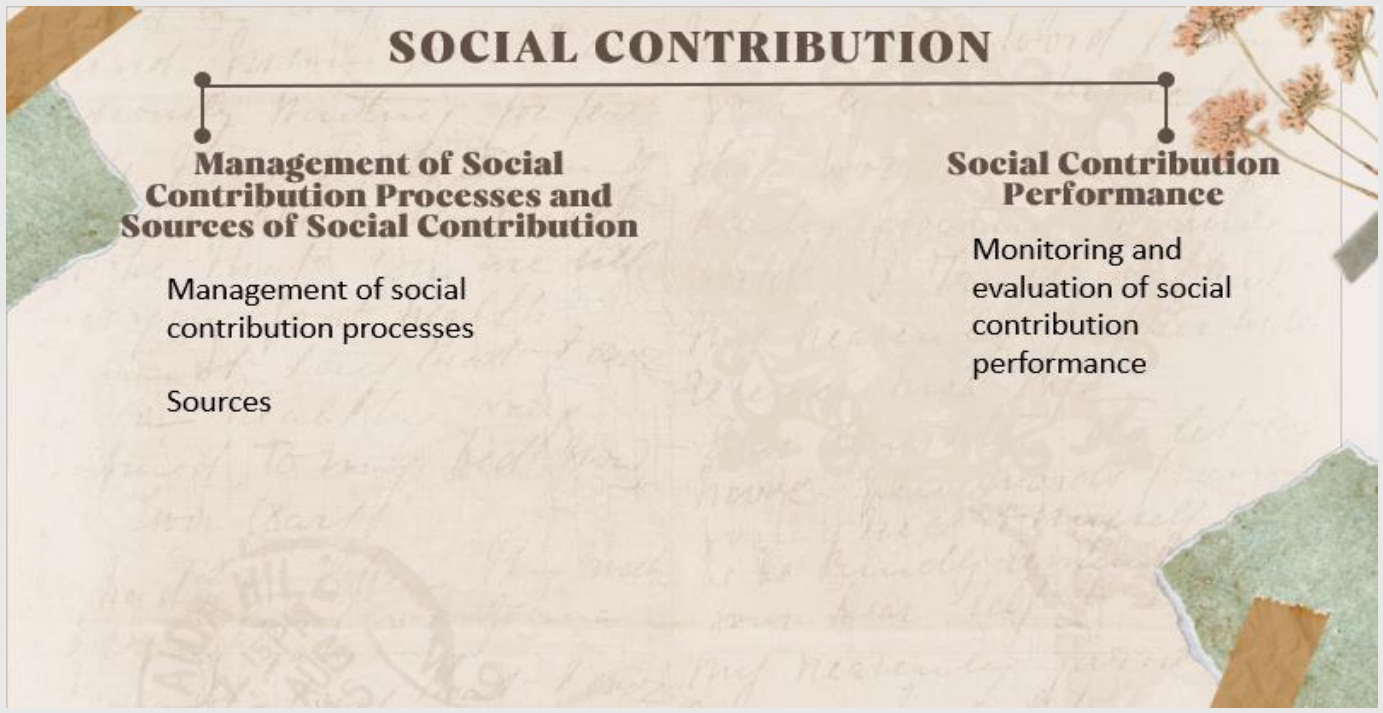 SOCIAL CONTRIBUTION
Management of Social
Contribution Processes and
Sources of Social Contribution
Management of social
contribution processes
Sources
Social Contribution
Performance
Monitoring and
evaluation of social
contribution
performance